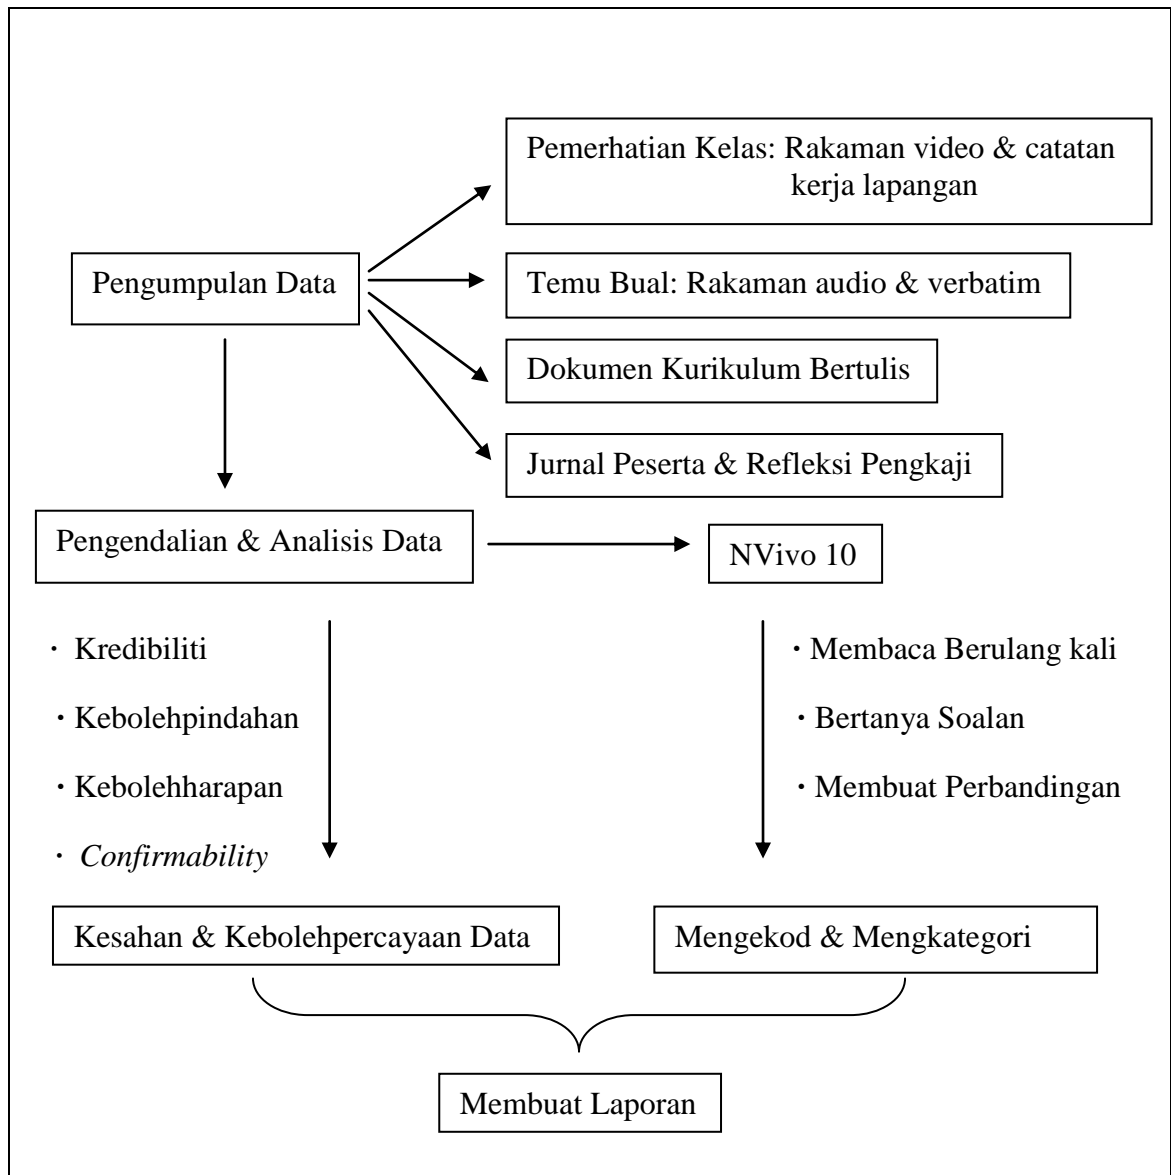 Pemerhatian Kelas: Rakaman video & catatan
kerja lapangan
Pengumpulan Data
Temu Bual: Rakaman audio & verbatim
Dokumen Kurikulum Bertulis
Jurnal Peserta & Refleksi Pengkaji
Pengendalian & Analisis Data
NVivo 10
· Kredibiliti
· Kebolehpindahan
· Kebolehharapan
· Confirmability
· Membaca Berulang kali
· Bertanya Soalan
· Membuat Perbandingan
Kesahan & Kebolehpercayaan Data
Mengekod & Mengkategori
Membuat Laporan